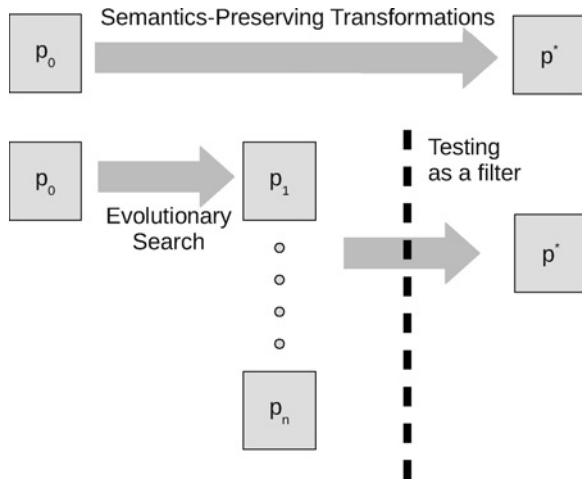 Semantics-Preserving Transformations
p0
p*
p0
p1
Testing
as a filter
Evolutionary
Search
p*
pn